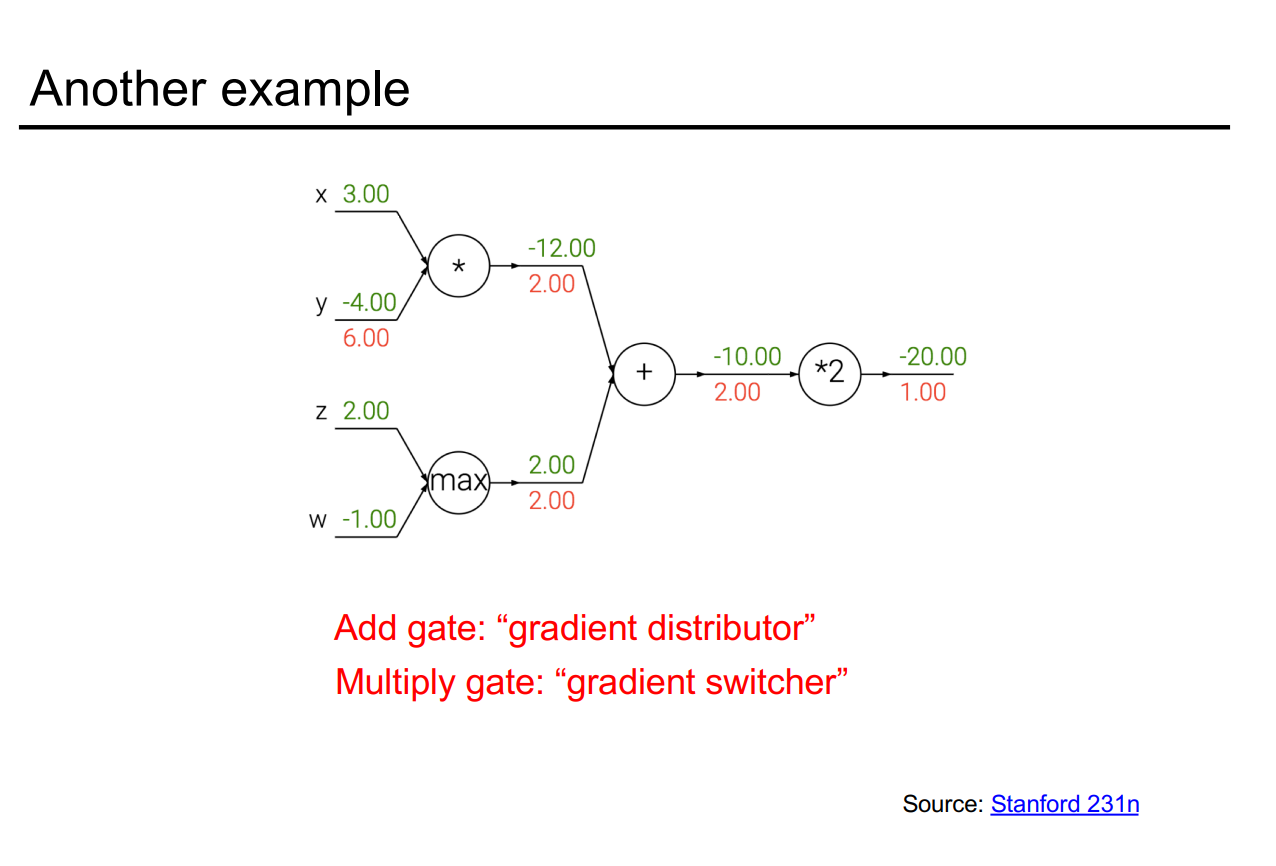 Another example
x 3.00
*
-12.00
2.00
y -4.00
6.00
+
-10.00
2.00
*2
-20.00
1.00
z 2.00
max
2.00
2.00
w -1.00
Add gate: “gradient distributor”
Multiply gate: “gradient switcher”
Source: Stanford 231n